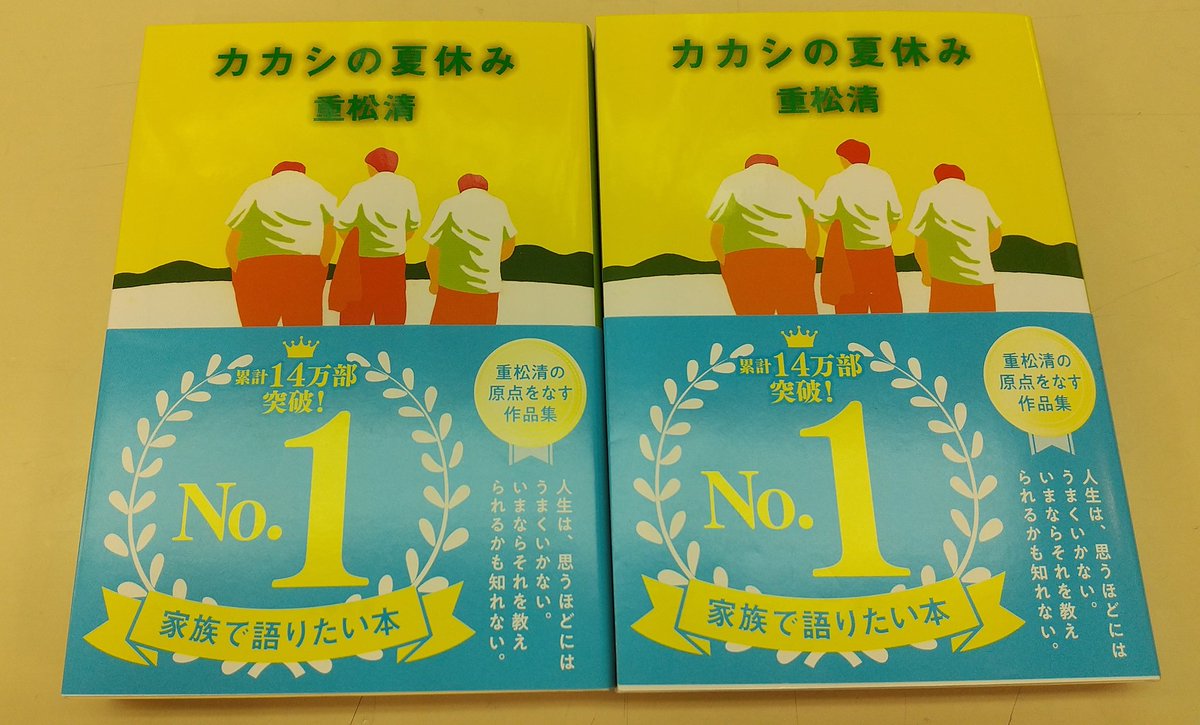 カカシの夏休み
重松清
累計14万部
突破!
No.1
家族で語りたい本
重松清の
原点をなす
作品集
人生は、思うほどには
うまくいかない。
いまならそれを教え
られるかも知れない。
カカシの夏休み
重松清
累計14万部
突破!
No.1
家族で語りたい本
重松清の
原点をなす
作品集
人生は、思うほどには
うまくいかない。
いまならそれを教え
られるかも知れない。